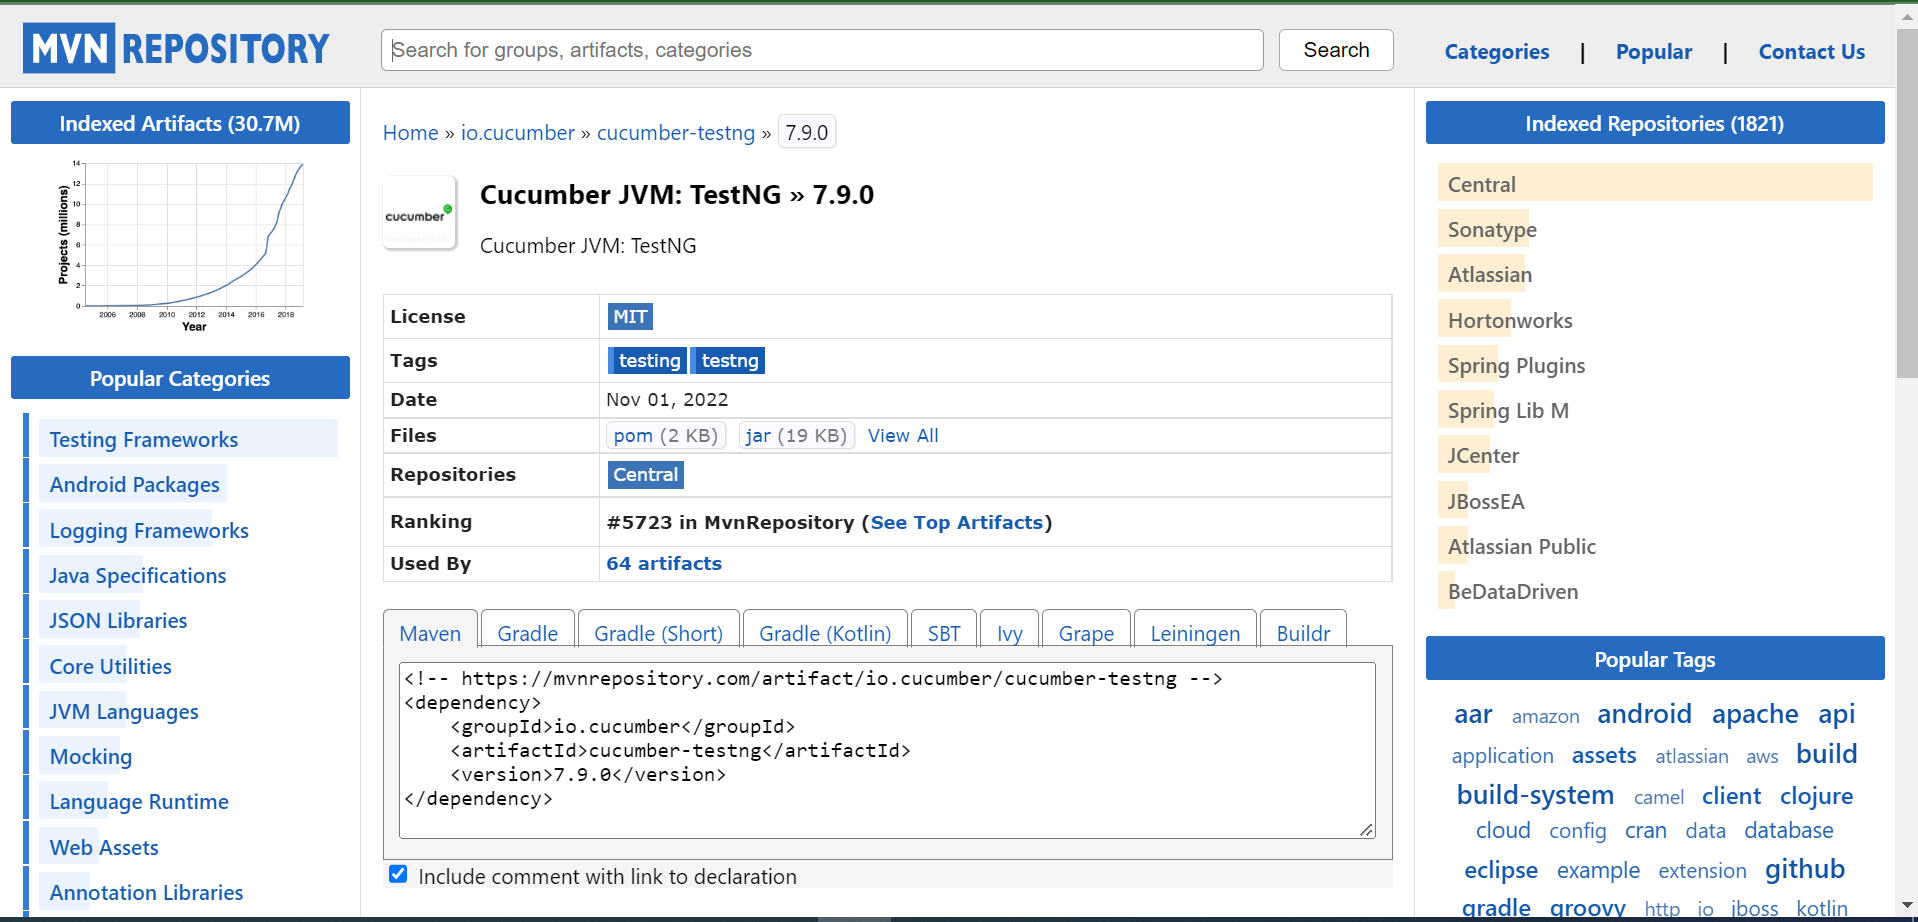 MVN REPOSITORY
Search for groups, artifacts, categories
Search
Categories | Popular | Contact Us
Indexed Artifacts (30.7M)
Projects (millions)
14
12
10
8
6
4
2
0
2006 2008 2010 2012 2014 2016 2018
Year
Popular Categories
Testing Frameworks
Android Packages
Logging Frameworks
Java Specifications
JSON Libraries
Core Utilities
JVM Languages
Mocking
Language Runtime
Web Assets
Annotation Libraries
Home » io.cucumber » cucumber-testng » 7.9.0
cucumber
Cucumber JVM: TestNG » 7.9.0
Cucumber JVM: TestNG
License MIT
Tags testing testng
Date Nov 01, 2022
Files pom (2 KB) jar (19 KB) View All
Repositories Central
Ranking #5723 in MvnRepository (See Top Artifacts)
Used By 64 artifacts
Maven Gradle Gradle (Short) Gradle (Kotlin) SBT Ivy Grape Leiningen Buildr
<!-- https://mvnrepository.com/artifact/io.cucumber/cucumber-testng -->
<dependency>
    <groupId>io.cucumber</groupId>
    <artifactId>cucumber-testng</artifactId>
    <version>7.9.0</version>
</dependency>
Include comment with link to declaration
Indexed Repositories (1821)
Central
Sonatype
Atlassian
Hortonworks
Spring Plugins
Spring Lib M
JCenter
JBossEA
Atlassian Public
BeDataDriven
Popular Tags
aar amazon android apache api
application assets atlassian aws build
build-system camel client clojure
cloud config cran data database
eclipse example extension github
gradle groovy http io jboss kotlin